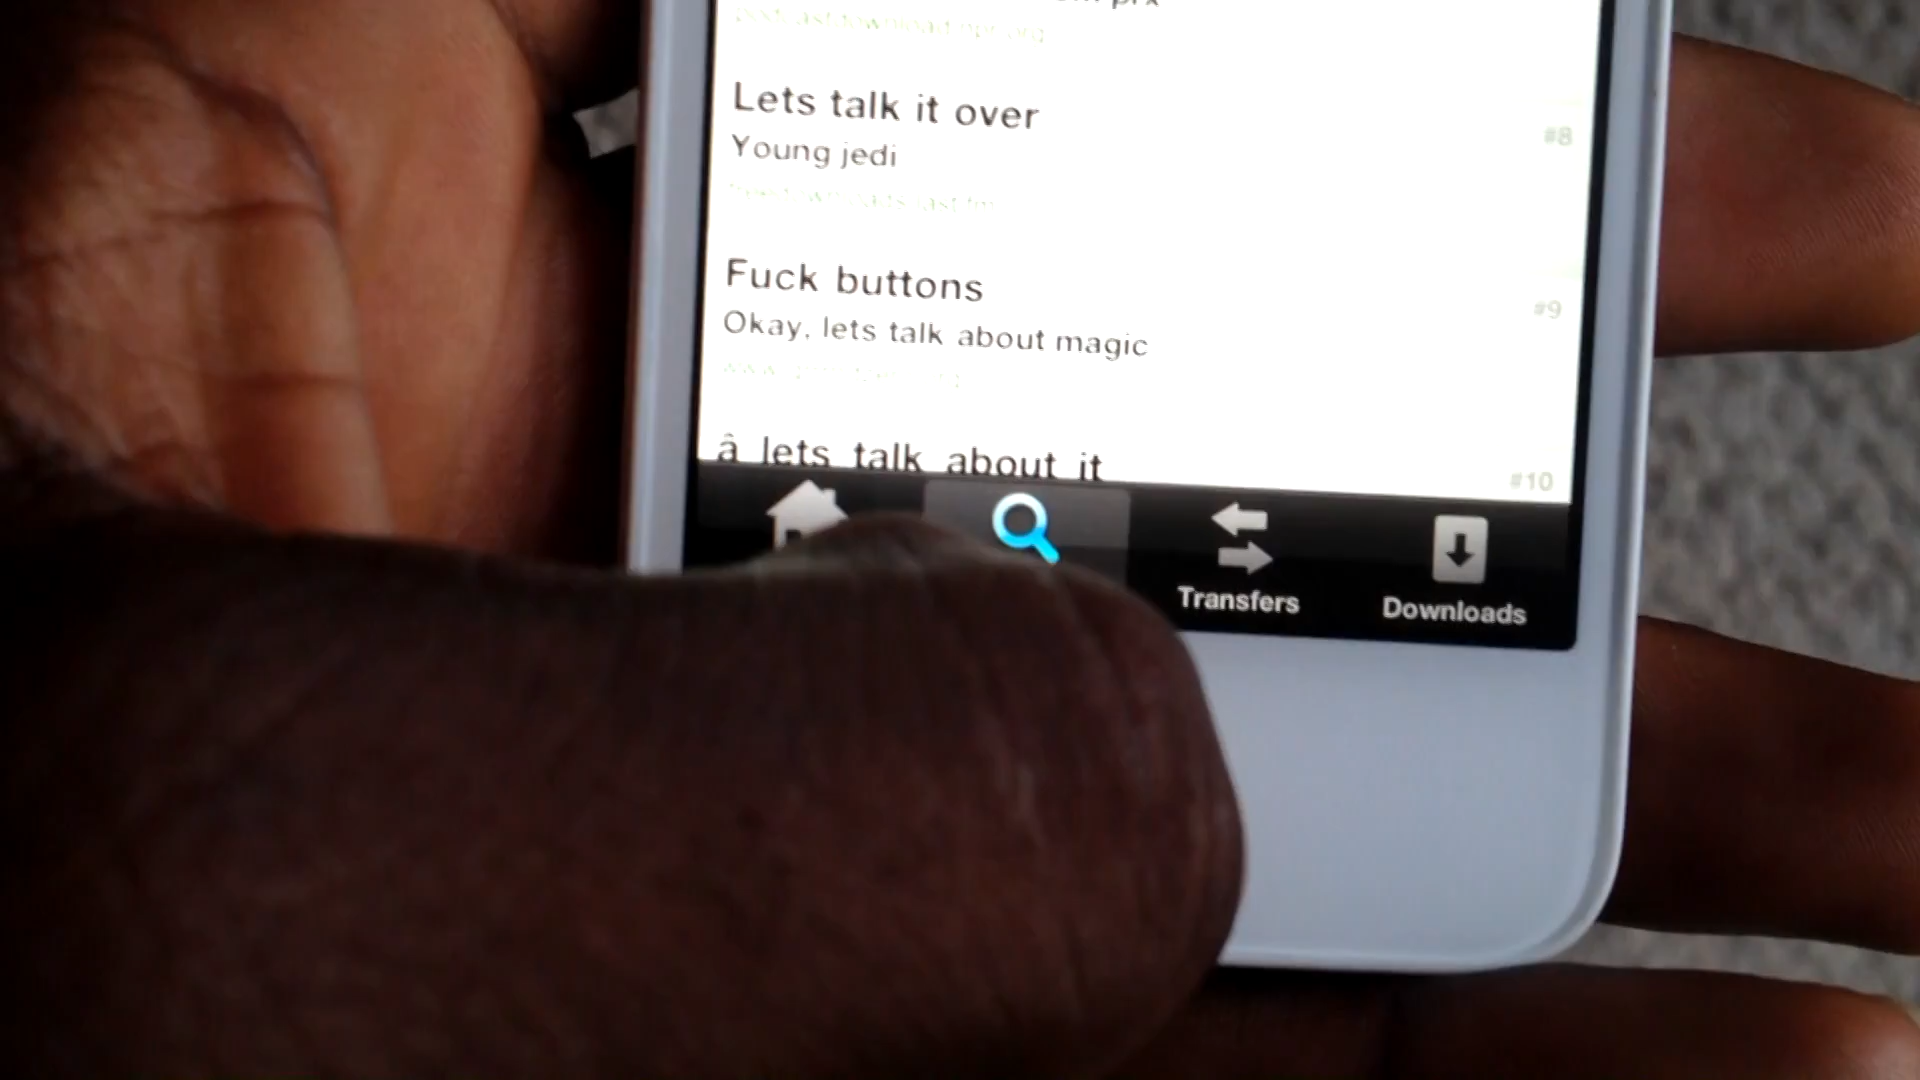 Lets talk it over
#8
Young jedi
Fuck buttons
#9
Okay, lets talk about magic
â lets talk about it
#10
Transfers
Downloads